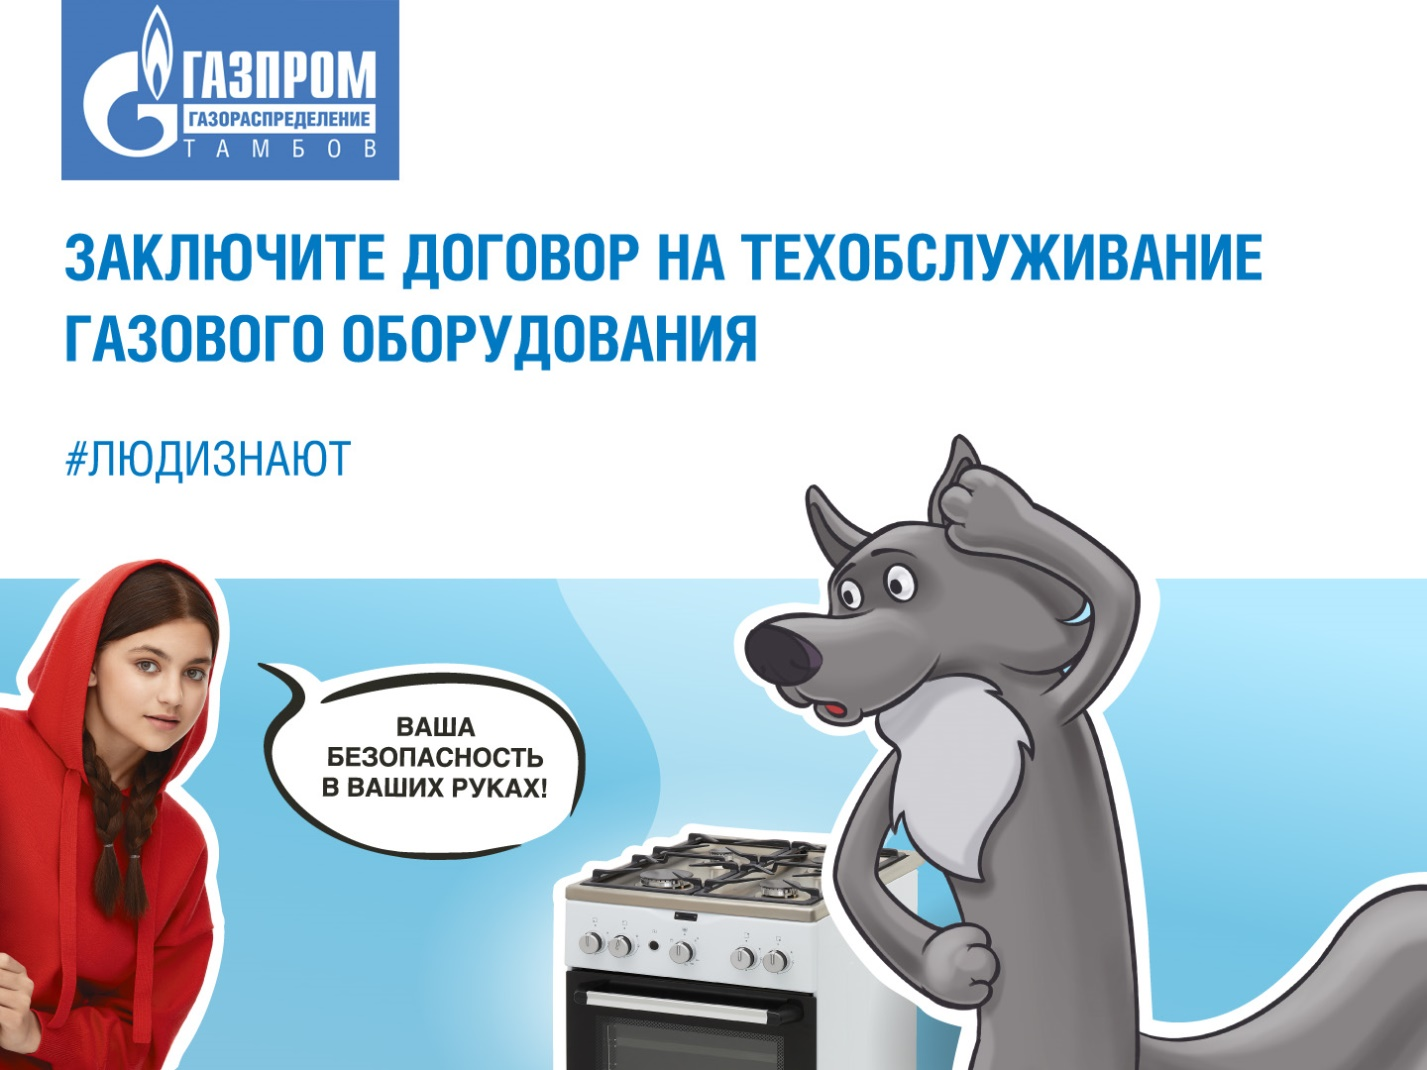 ГАЗПРОМ
ГАЗОРАСПРЕДЕЛЕНИЕ
ТАМБОВ
ЗАКЛЮЧИТЕ ДОГОВОР НА ТЕХОБСЛУЖИВАНИЕ
ГАЗОВОГО ОБОРУДОВАНИЯ
#ЛЮДИЗНАЮТ
ВАША
БЕЗОПАСНОСТЬ
В ВАШИХ РУКАХ!